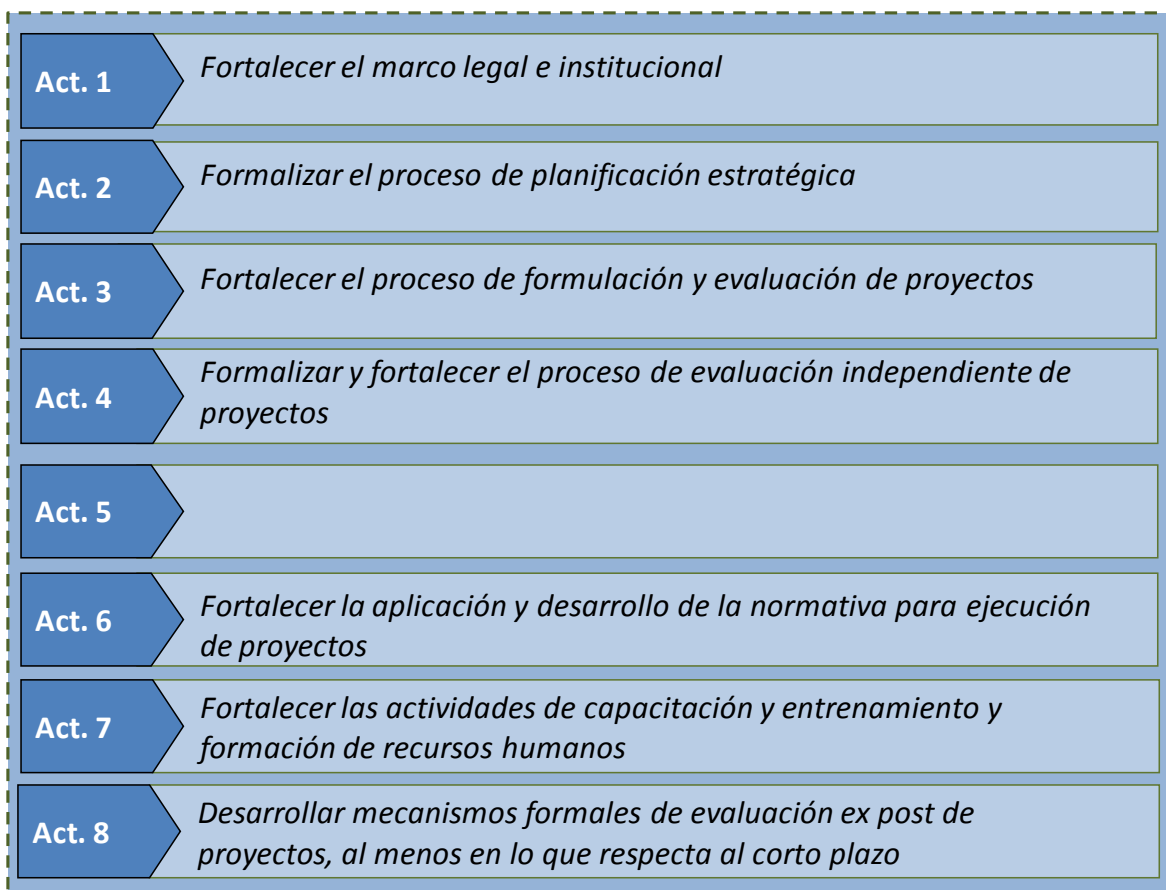 Act. 1
Fortalecer el marco legal e institucional
Act. 2
Formalizar el proceso de planificación estratégica
Act. 3
Fortalecer el proceso de formulación y evaluación de proyectos
Act. 4
Formalizar y fortalecer el proceso de evaluación independiente de
proyectos
Act. 5
Act. 6
Fortalecer la aplicación y desarrollo de la normativa para ejecución
de proyectos
Act. 7
Fortalecer las actividades de capacitación y entrenamiento y
formación de recursos humanos
Act. 8
Desarrollar mecanismos formales de evaluación ex post de
proyectos, al menos en lo que respecta al corto plazo